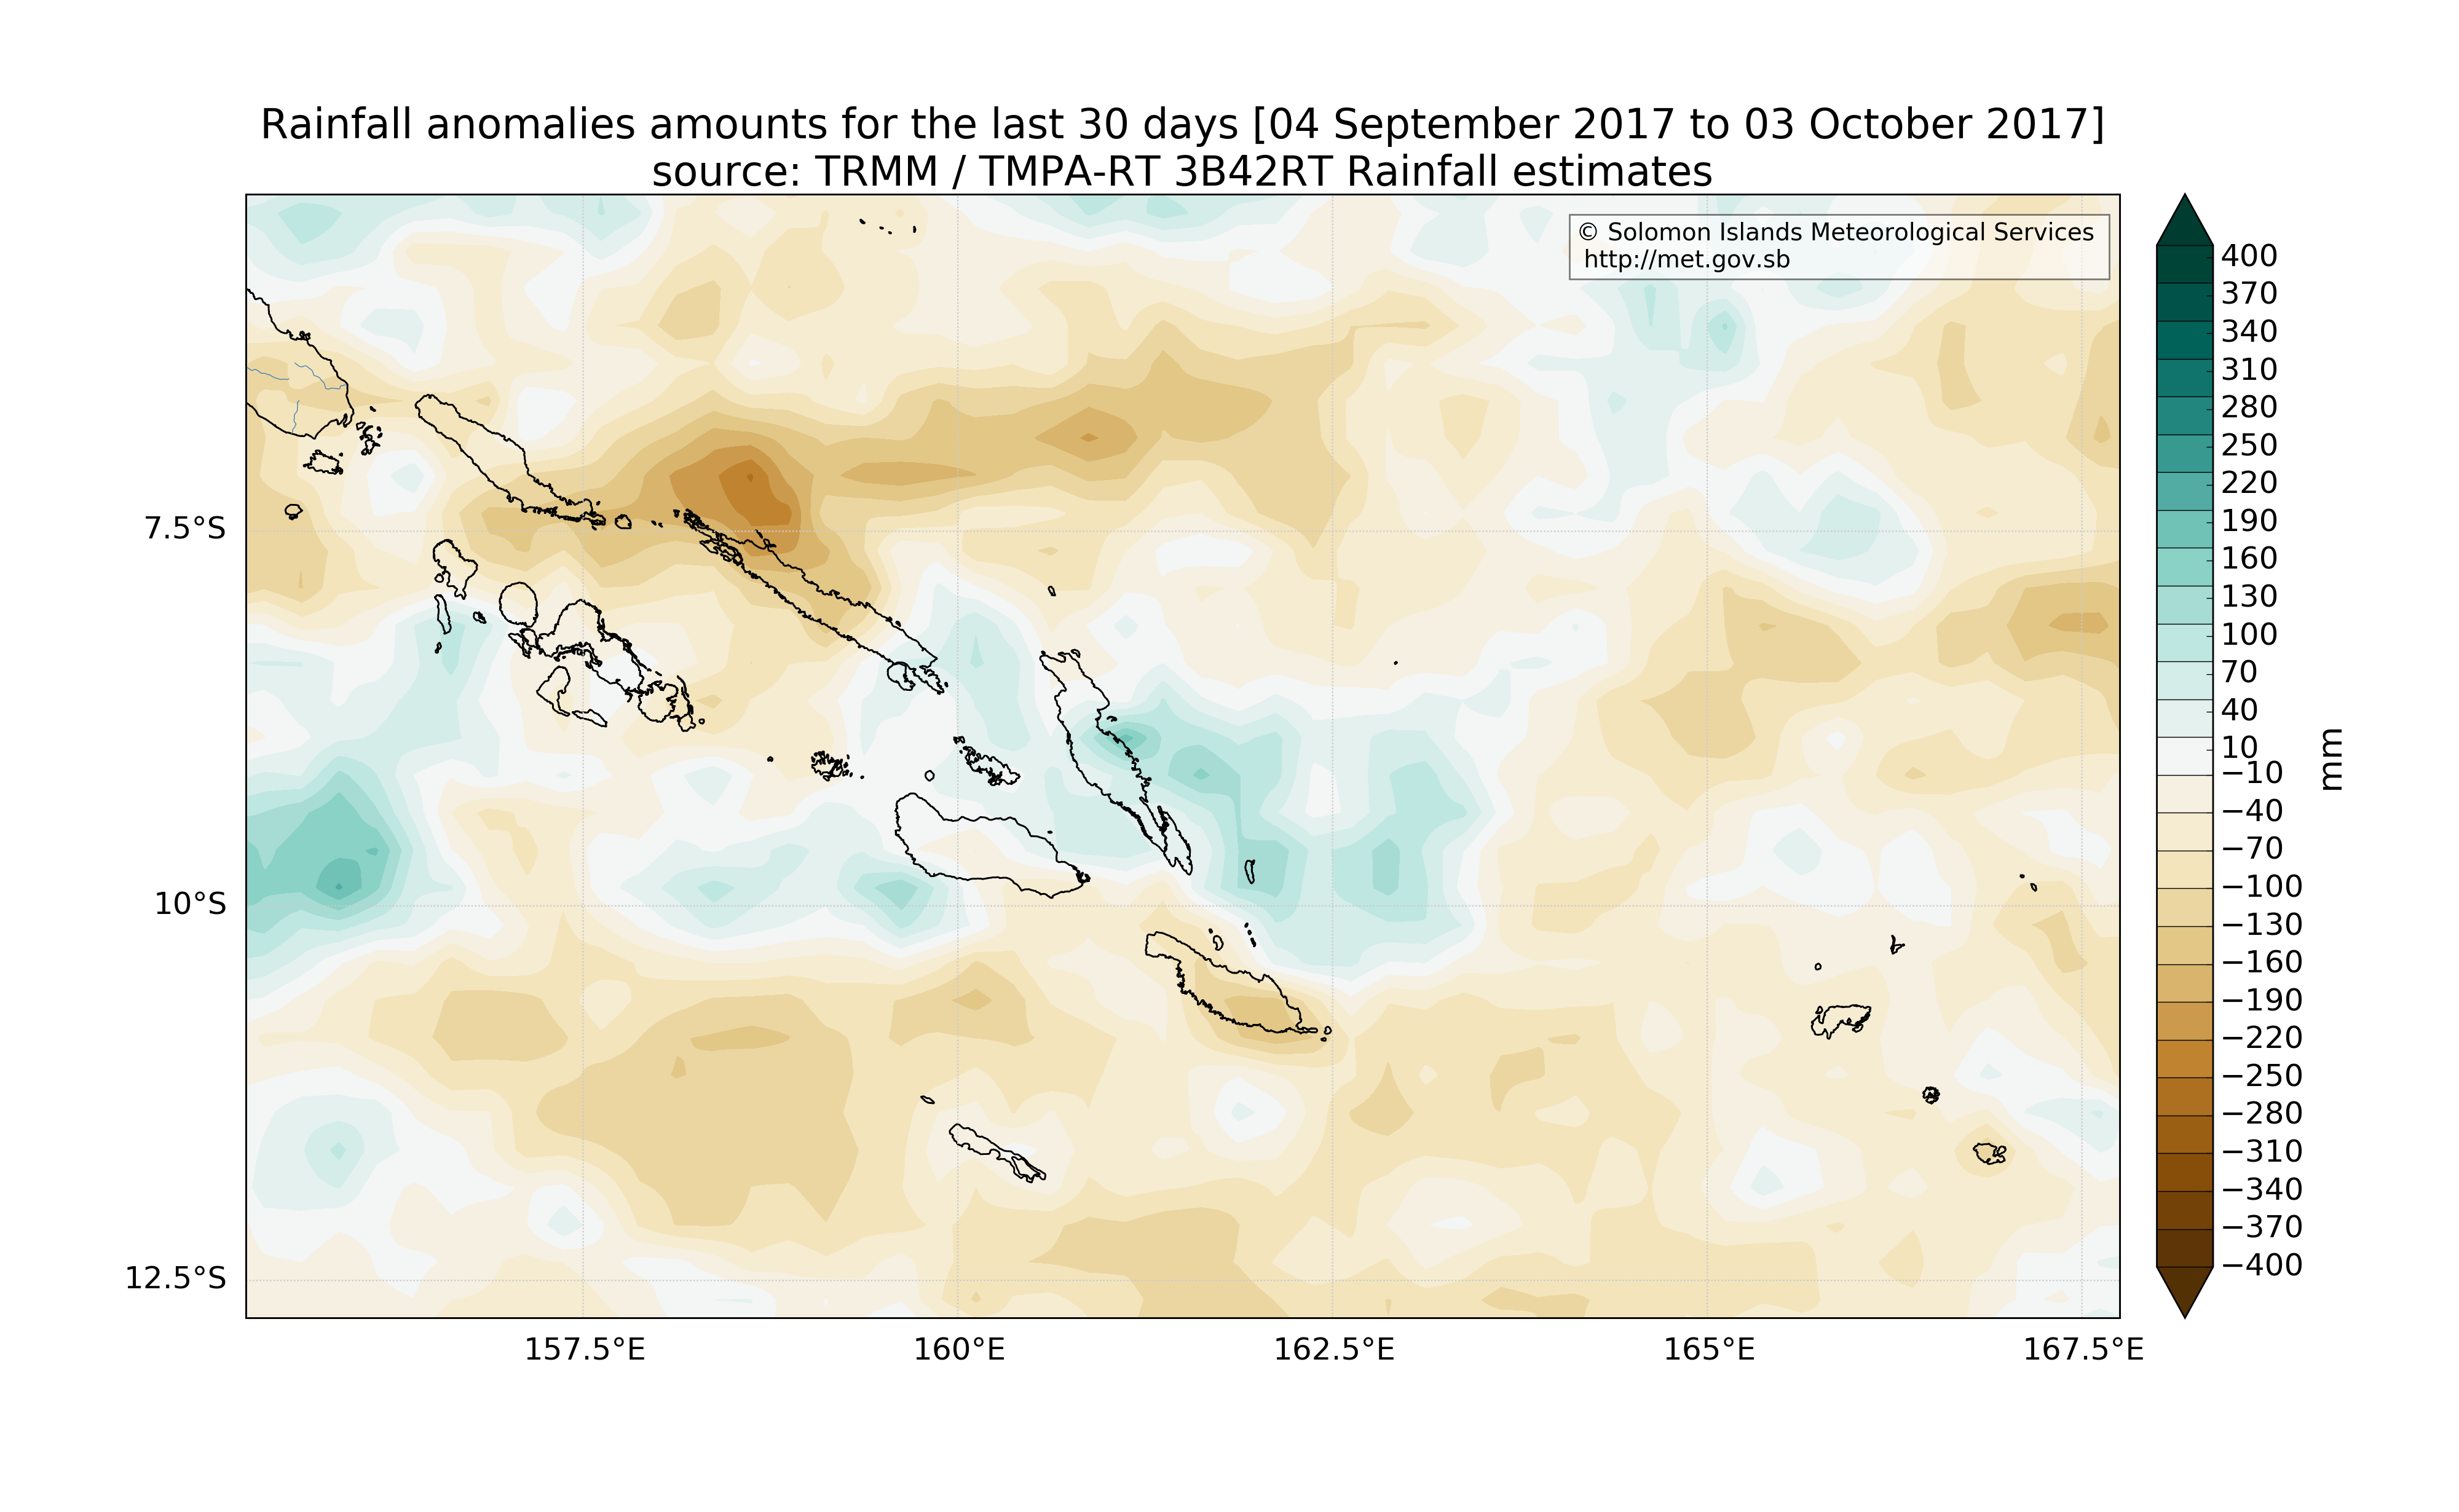 Rainfall anomalies amounts for the last 30 days [04 September 2017 to 03 October 2017]
source: TRMM / TMPA-RT 3B42RT Rainfall estimates
© Solomon Islands Meteorological Services
http://met.gov.sb
7.5°S
10°S
12.5°S
157.5°E
160°E
162.5°E
165°E
167.5°E
400
370
340
310
280
250
220
190
160
130
100
70
40
10
−10
−40
−70
−100
−130
−160
−190
−220
−250
−280
−310
−340
−370
−400
mm